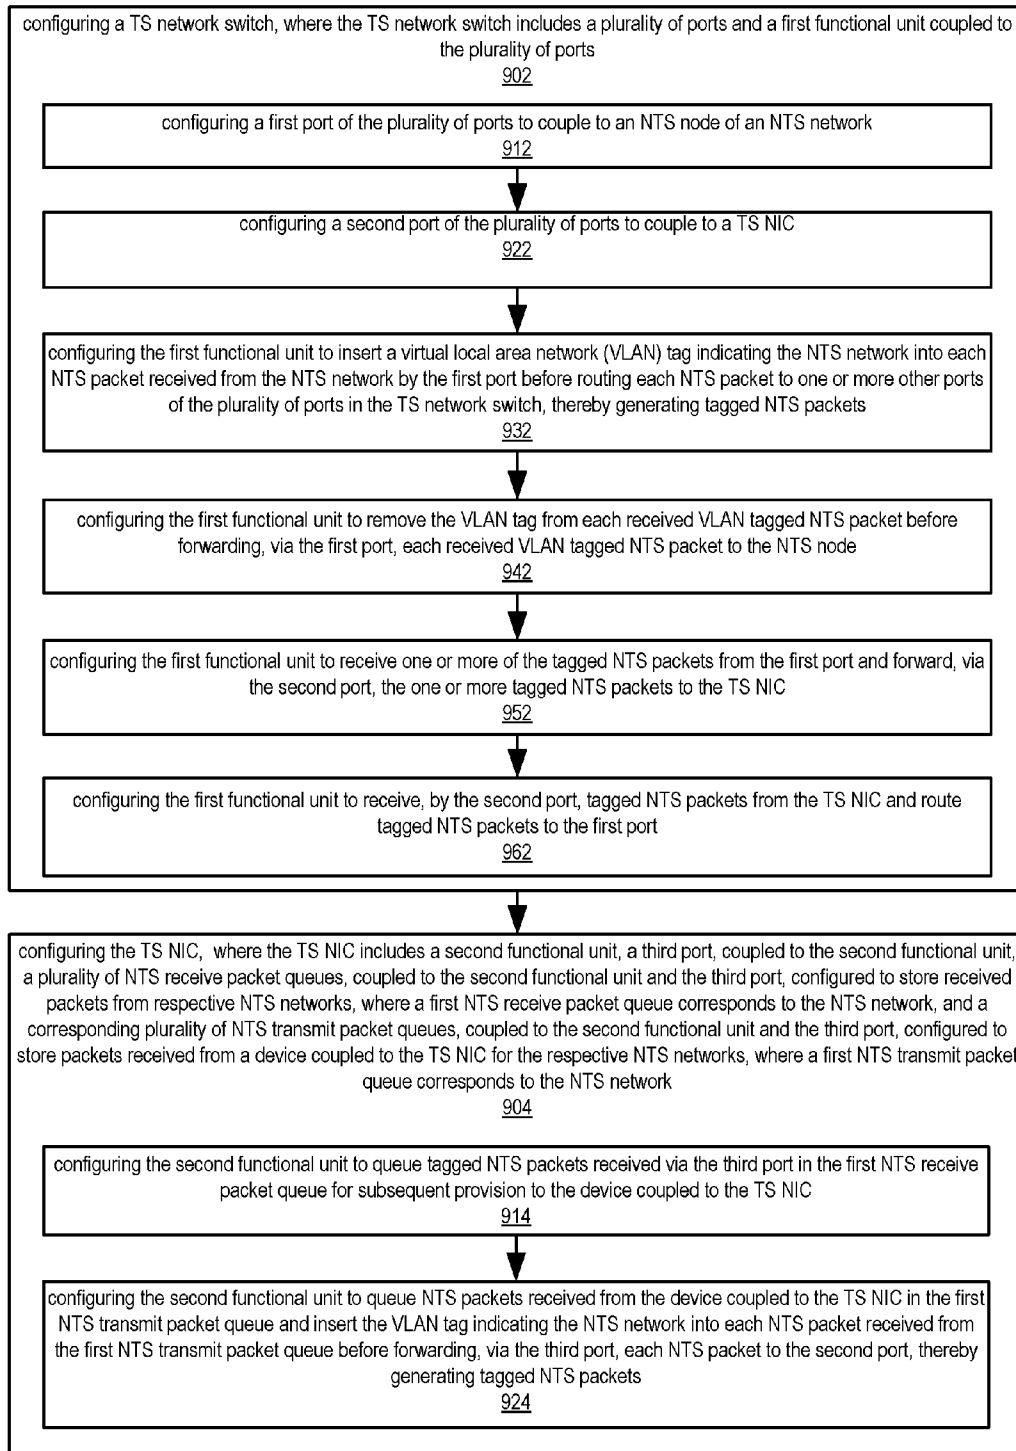 configuring a TS network switch, where the TS network switch includes a plurality of ports and a first functional unit coupled to
the plurality of ports
902
configuring a first port of the plurality of ports to couple to an NTS node of an NTS network
912
configuring a second port of the plurality of ports to couple to a TS NIC
922
configuring the first functional unit to insert a virtual local area network (VLAN) tag indicating the NTS network into each
NTS packet received from the NTS network by the first port before routing each NTS packet to one or more other ports
of the plurality of ports in the TS network switch, thereby generating tagged NTS packets
932
configuring the first functional unit to remove the VLAN tag from each received VLAN tagged NTS packet before
forwarding, via the first port, each received VLAN tagged NTS packet to the NTS node
942
configuring the first functional unit to receive one or more of the tagged NTS packets from the first port and forward, via
the second port, the one or more tagged NTS packets to the TS NIC
952
configuring the first functional unit to receive, by the second port, tagged NTS packets from the TS NIC and route
tagged NTS packets to the first port
962
configuring the TS NIC, where the TS NIC includes a second functional unit, a third port, coupled to the second functional unit,
a plurality of NTS receive packet queues, coupled to the second functional unit and the third port, configured to store received
packets from respective NTS networks, where a first NTS receive packet queue corresponds to the NTS network, and a
corresponding plurality of NTS transmit packet queues, coupled to the second functional unit and the third port, configured to
store packets received from a device coupled to the TS NIC for the respective NTS networks, where a first NTS transmit packet
queue corresponds to the NTS network
904
configuring the second functional unit to queue tagged NTS packets received via the third port in the first NTS receive
packet queue for subsequent provision to the device coupled to the TS NIC
914
configuring the second functional unit to queue NTS packets received from the device coupled to the TS NIC in the first
NTS transmit packet queue and insert the VLAN tag indicating the NTS network into each NTS packet received from
the first NTS transmit packet queue before forwarding, via the third port, each NTS packet to the second port, thereby
generating tagged NTS packets
924